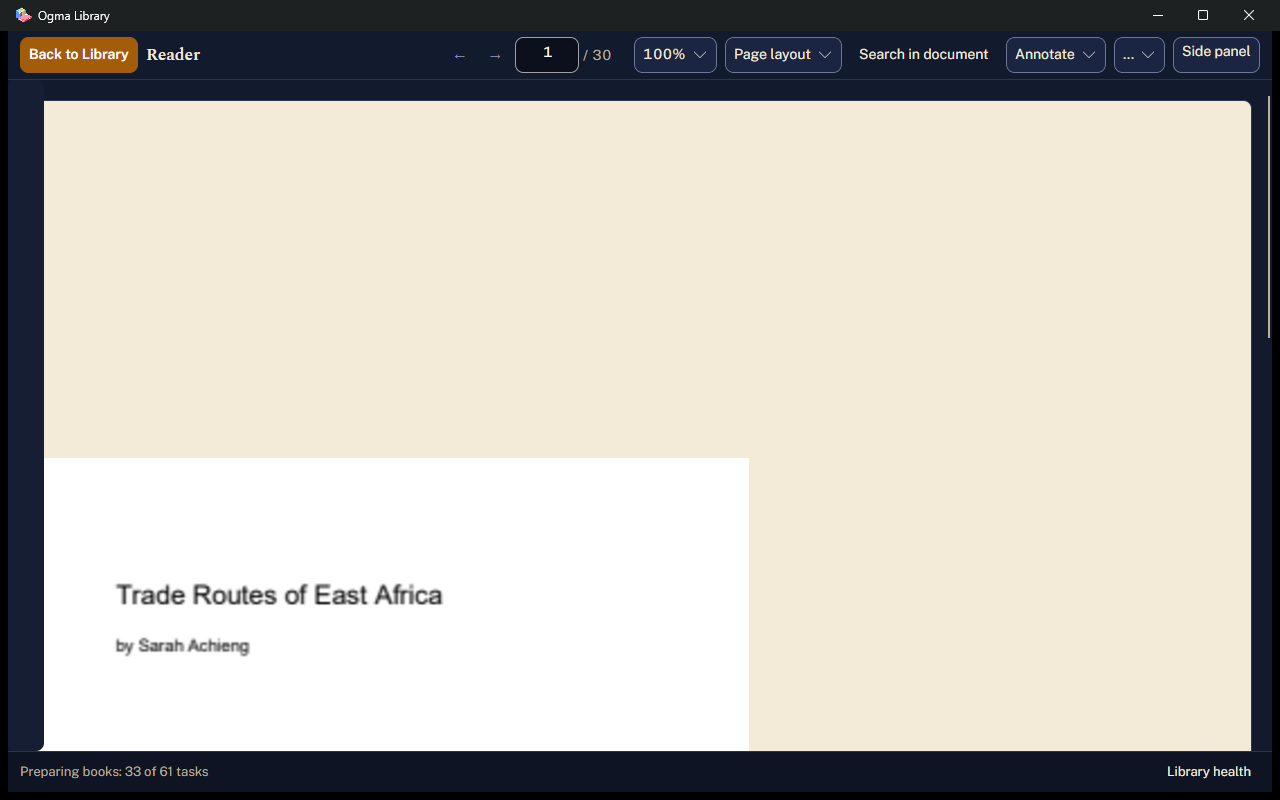 Ogma Library
Back to Library Reader ← → 1 / 30 100% Page layout Search in document Annotate ... Side panel
Trade Routes of East Africa
by Sarah Achieng
Preparing books: 33 of 61 tasks Library health